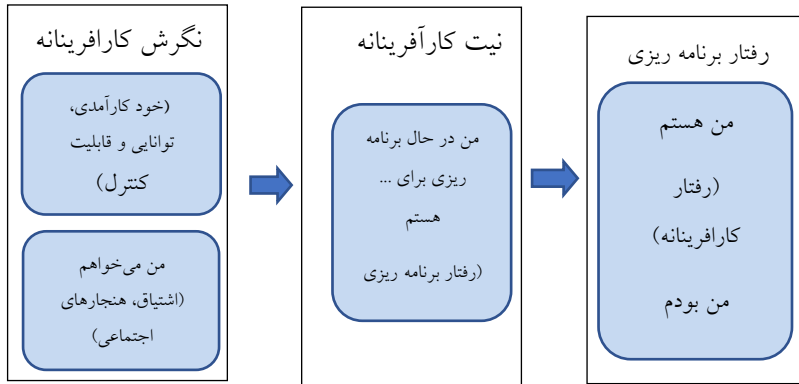 نگرش کارافرینانه
(خود کارآمدی،
توانایی و قابلیت
کنترل)
من می‌خواهم
(اشتیاق، هنجارهای
اجتماعی)
نیت کارآفرینانه
من در حال برنامه
ریزی برای ...
هستم
(رفتار برنامه ریزی
رفتار برنامه ریزی
من هستم
(رفتار
کارافرینانه)
من بودم